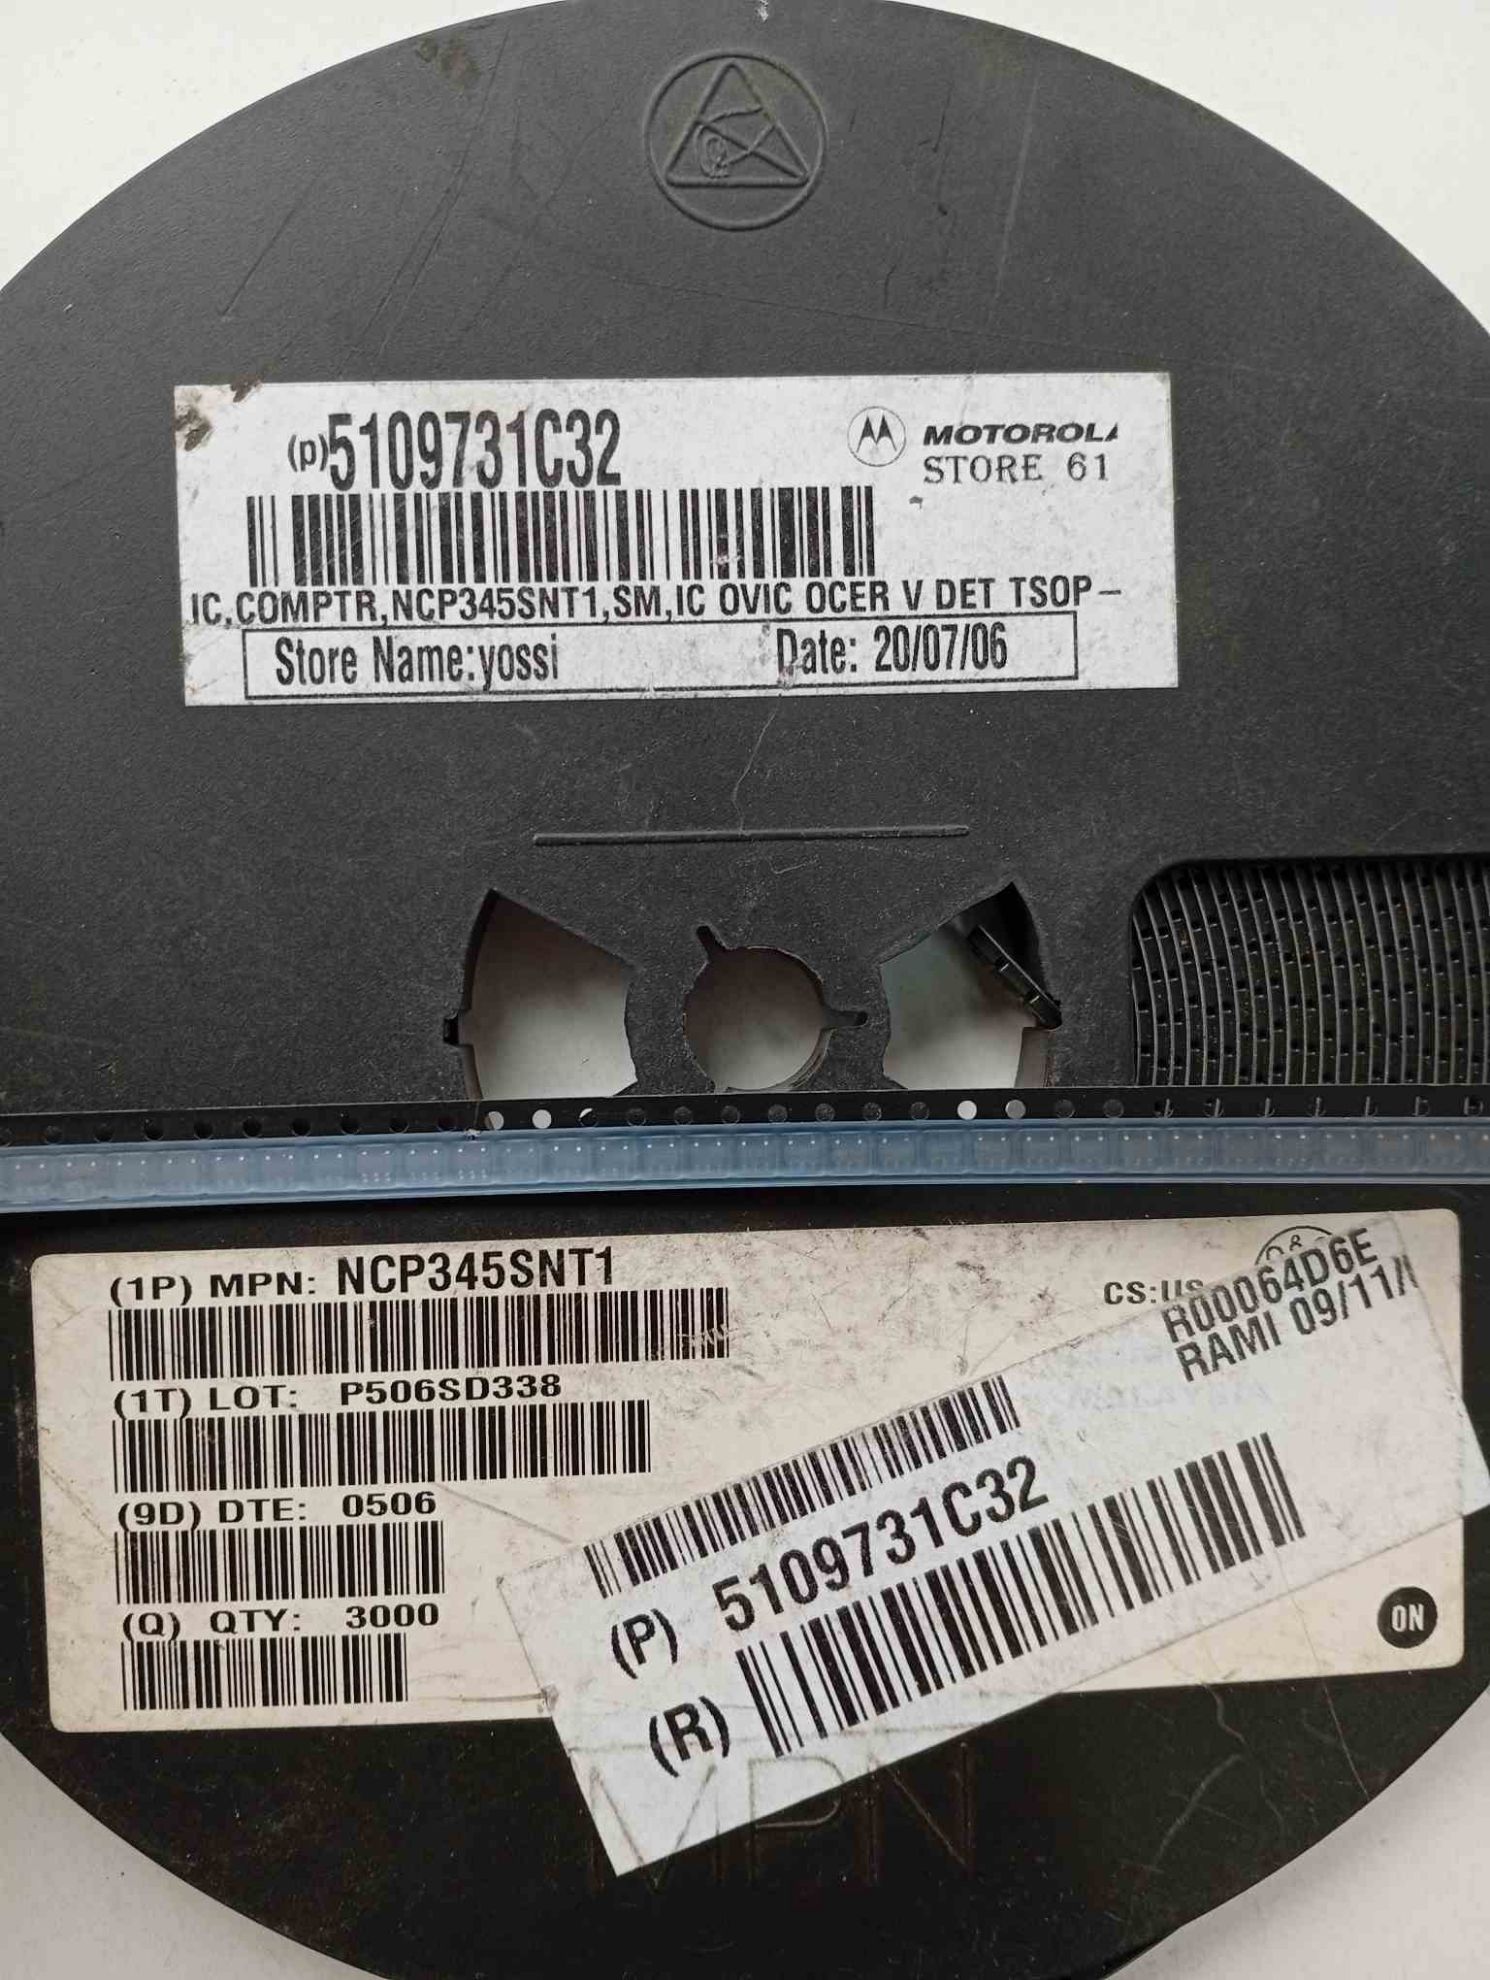 (p)5109731C32
MOTOROLA
STORE 61
IC,COMPTR,NCP345SNT1,SM,IC OVIC OCER V DET TSOP-
Store Name:yossi Date: 20/07/06
(1P) MPN: NCP345SNT1
CS:US
R00064D6E
RAMI 09/11/
(1T) LOT: P506SD338
(9D) DTE: 0506
(Q) QTY: 3000
(P) 5109731C32
(R)
ON
MPN